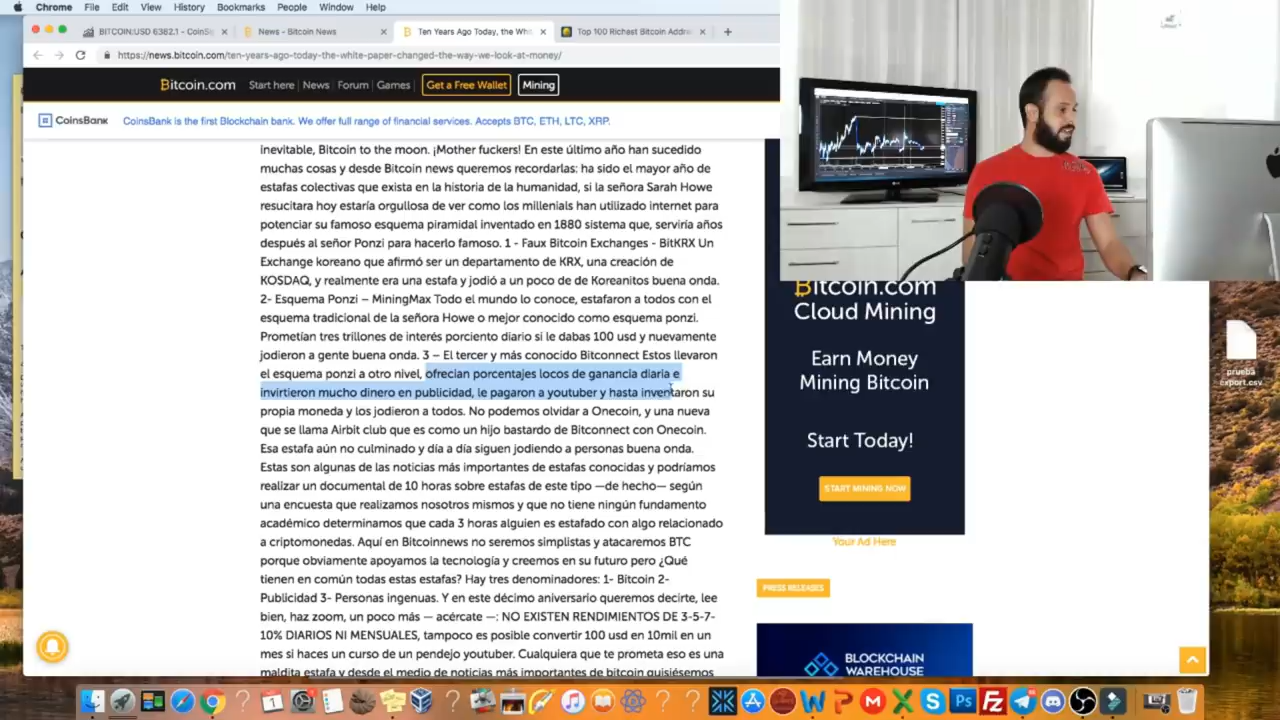 Chrome File Edit View History Bookmarks People Window Help
BITCOIN:USD 6382.1 - CoinSi
News - Bitcoin News
Ten Years Ago Today, the Whi
Top 100 Richest Bitcoin Addre
https://news.bitcoin.com/ten-years-ago-today-the-white-paper-changed-the-way-we-look-at-money/
Bitcoin.com Start here News Forum Games Get a Free Wallet Mining
CoinsBank CoinsBank is the first Blockchain bank. We offer full range of financial services. Accepts BTC, ETH, LTC, XRP.
inevitable, Bitcoin to the moon. ¡Mother fuckers! En este último año han sucedido
muchas cosas y desde Bitcoin news queremos recordarlas: ha sido el mayor año de
estafas colectivas que exista en la historia de la humanidad, si la señora Sarah Howe
resucitara hoy estaría orgullosa de ver como los millenials han utilizado internet para
potenciar su famoso esquema piramidal inventado en 1880 sistema que, serviría años
después al señor Ponzi para hacerlo famoso. 1 - Faux Bitcoin Exchanges - BitKRX Un
Exchange koreano que afirmó ser un departamento de KRX, una creación de
KOSDAQ, y realmente era una estafa y jodió a un poco de de Koreanitos buena onda.
2- Esquema Ponzi – MiningMax Todo el mundo lo conoce, estafaron a todos con el
esquema tradicional de la señora Howe o mejor conocido como esquema ponzi.
Prometían tres trillones de interés porciento diario si le dabas 100 usd y nuevamente
jodieron a gente buena onda. 3 – El tercer y más conocido Bitconnect Estos llevaron
el esquema ponzi a otro nivel, ofrecian porcentajes locos de ganancia diaria e
invirtieron mucho dinero en publicidad, le pagaron a youtuber y hasta inventaron su
propia moneda y los jodieron a todos. No podemos olvidar a Onecoin, y una nueva
que se llama Airbit club que es como un hijo bastardo de Bitconnect con Onecoin.
Esa estafa aún no culminado y día a día siguen jodiendo a personas buena onda.
Estas son algunas de las noticias más importantes de estafas conocidas y podríamos
realizar un documental de 10 horas sobre estafas de este tipo —de hecho— según
una encuesta que realizamos nosotros mismos y que no tiene ningún fundamento
académico determinamos que cada 3 horas alguien es estafado con algo relacionado
a criptomonedas. Aquí en Bitcoinnews no seremos simplistas y atacaremos BTC
porque obviamente apoyamos la tecnología y creemos en su futuro pero ¿Qué
tienen en común todas estas estafas? Hay tres denominadores: 1- Bitcoin 2-
Publicidad 3- Personas ingenuas. Y en este décimo aniversario queremos decirte, lee
bien, haz zoom, un poco más — acércate —: NO EXISTEN RENDIMIENTOS DE 3-5-7-
10% DIARIOS NI MENSUALES, tampoco es posible convertir 100 usd en 10mil en un
mes si haces un curso de un pendejo youtuber. Cualquiera que te prometa eso es una
maldita estafa y desde el medio de noticias más importantes de bitcoin quisiésemos
Bitcoin.com
Cloud Mining
Earn Money
Mining Bitcoin
Start Today!
START MINING NOW
Your Ad Here
PRESS RELEASES
BLOCKCHAIN
WAREHOUSE
prueba
export.csv